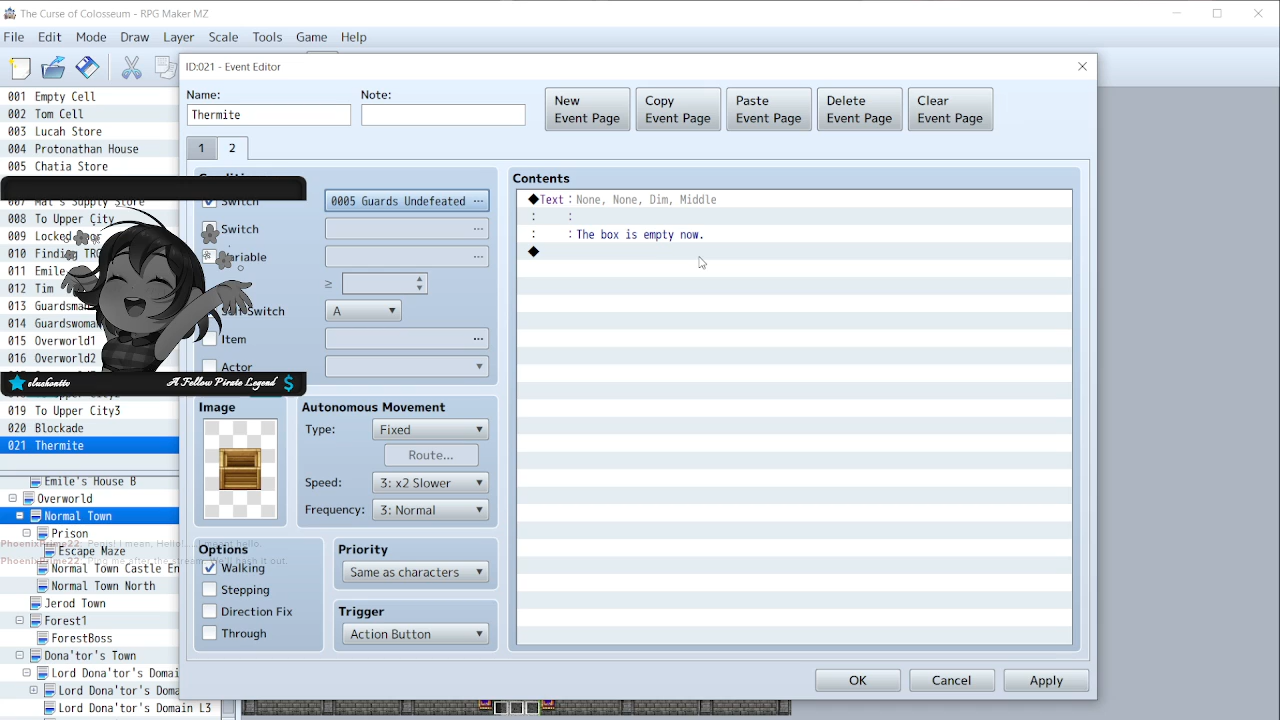 The Curse of Colosseum - RPG Maker MZ
File Edit Mode Draw Layer Scale Tools Game Help
ID:021 - Event Editor
Name:
Thermite
Note:
New Event Page
Copy Event Page
Paste Event Page
Delete Event Page
Clear Event Page
1 2
001 Empty Cell
002 Tom Cell
003 Lucah Store
004 Protonathan House
005 Chatia Store
007 Mat's Supply Store
008 To Upper City
009 Locked
010 Finding TRO
011 Emile
012 Tim
013 Guardsman
014 Guardswoman
015 Overworld1
016 Overworld2
019 To Upper City3
020 Blockade
021 Thermite
Switch 0005 Guards Undefeated ...
Switch ...
Variable ...
≥
Self Switch A
Item ...
Actor
elushonitv A Fellow Pirate Legend $
Contents
◆Text : None, None, Dim, Middle
: :
: : The box is empty now.
◆
Image
Autonomous Movement
Type: Fixed
Route...
Speed: 3: x2 Slower
Frequency: 3: Normal
Options
Walking
Stepping
Direction Fix
Through
Priority
Same as characters
Trigger
Action Button
Emile's House B
Overworld
Normal Town
Prison
Escape Maze
Normal Town Castle En
Normal Town North
Jerod Town
Forest1
ForestBoss
Dona'tor's Town
Lord Dona'tor's Domai
Lord Dona'tor's Doma
Lord Dona'tor's Domain L3
OK Cancel Apply